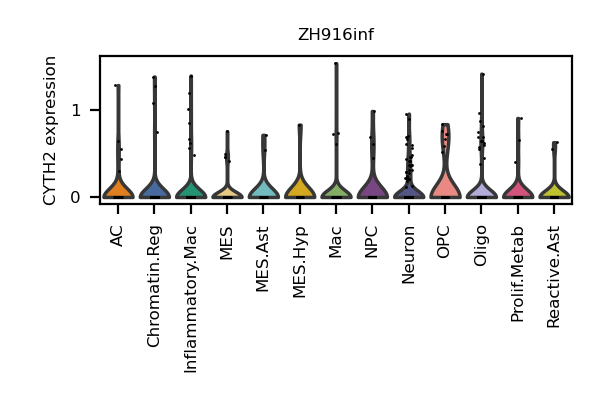 ZH916inf
CYTH2 expression
1
0
AC
Chromatin.Reg
Inflammatory.Mac
MES
MES.Ast
MES.Hyp
Mac
NPC
Neuron
OPC
Oligo
Prolif.Metab
Reactive.Ast